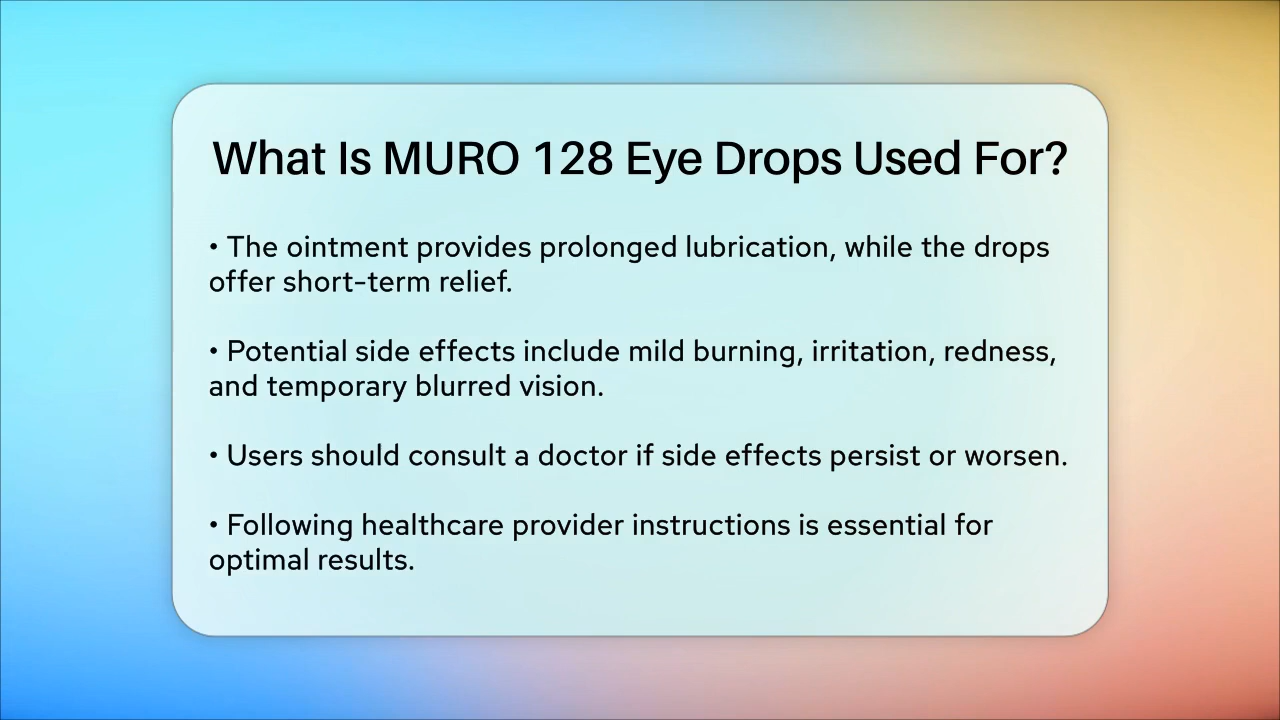 What Is MURO 128 Eye Drops Used For?
• The ointment provides prolonged lubrication, while the drops
offer short-term relief.
• Potential side effects include mild burning, irritation, redness,
and temporary blurred vision.
• Users should consult a doctor if side effects persist or worsen.
• Following healthcare provider instructions is essential for
optimal results.